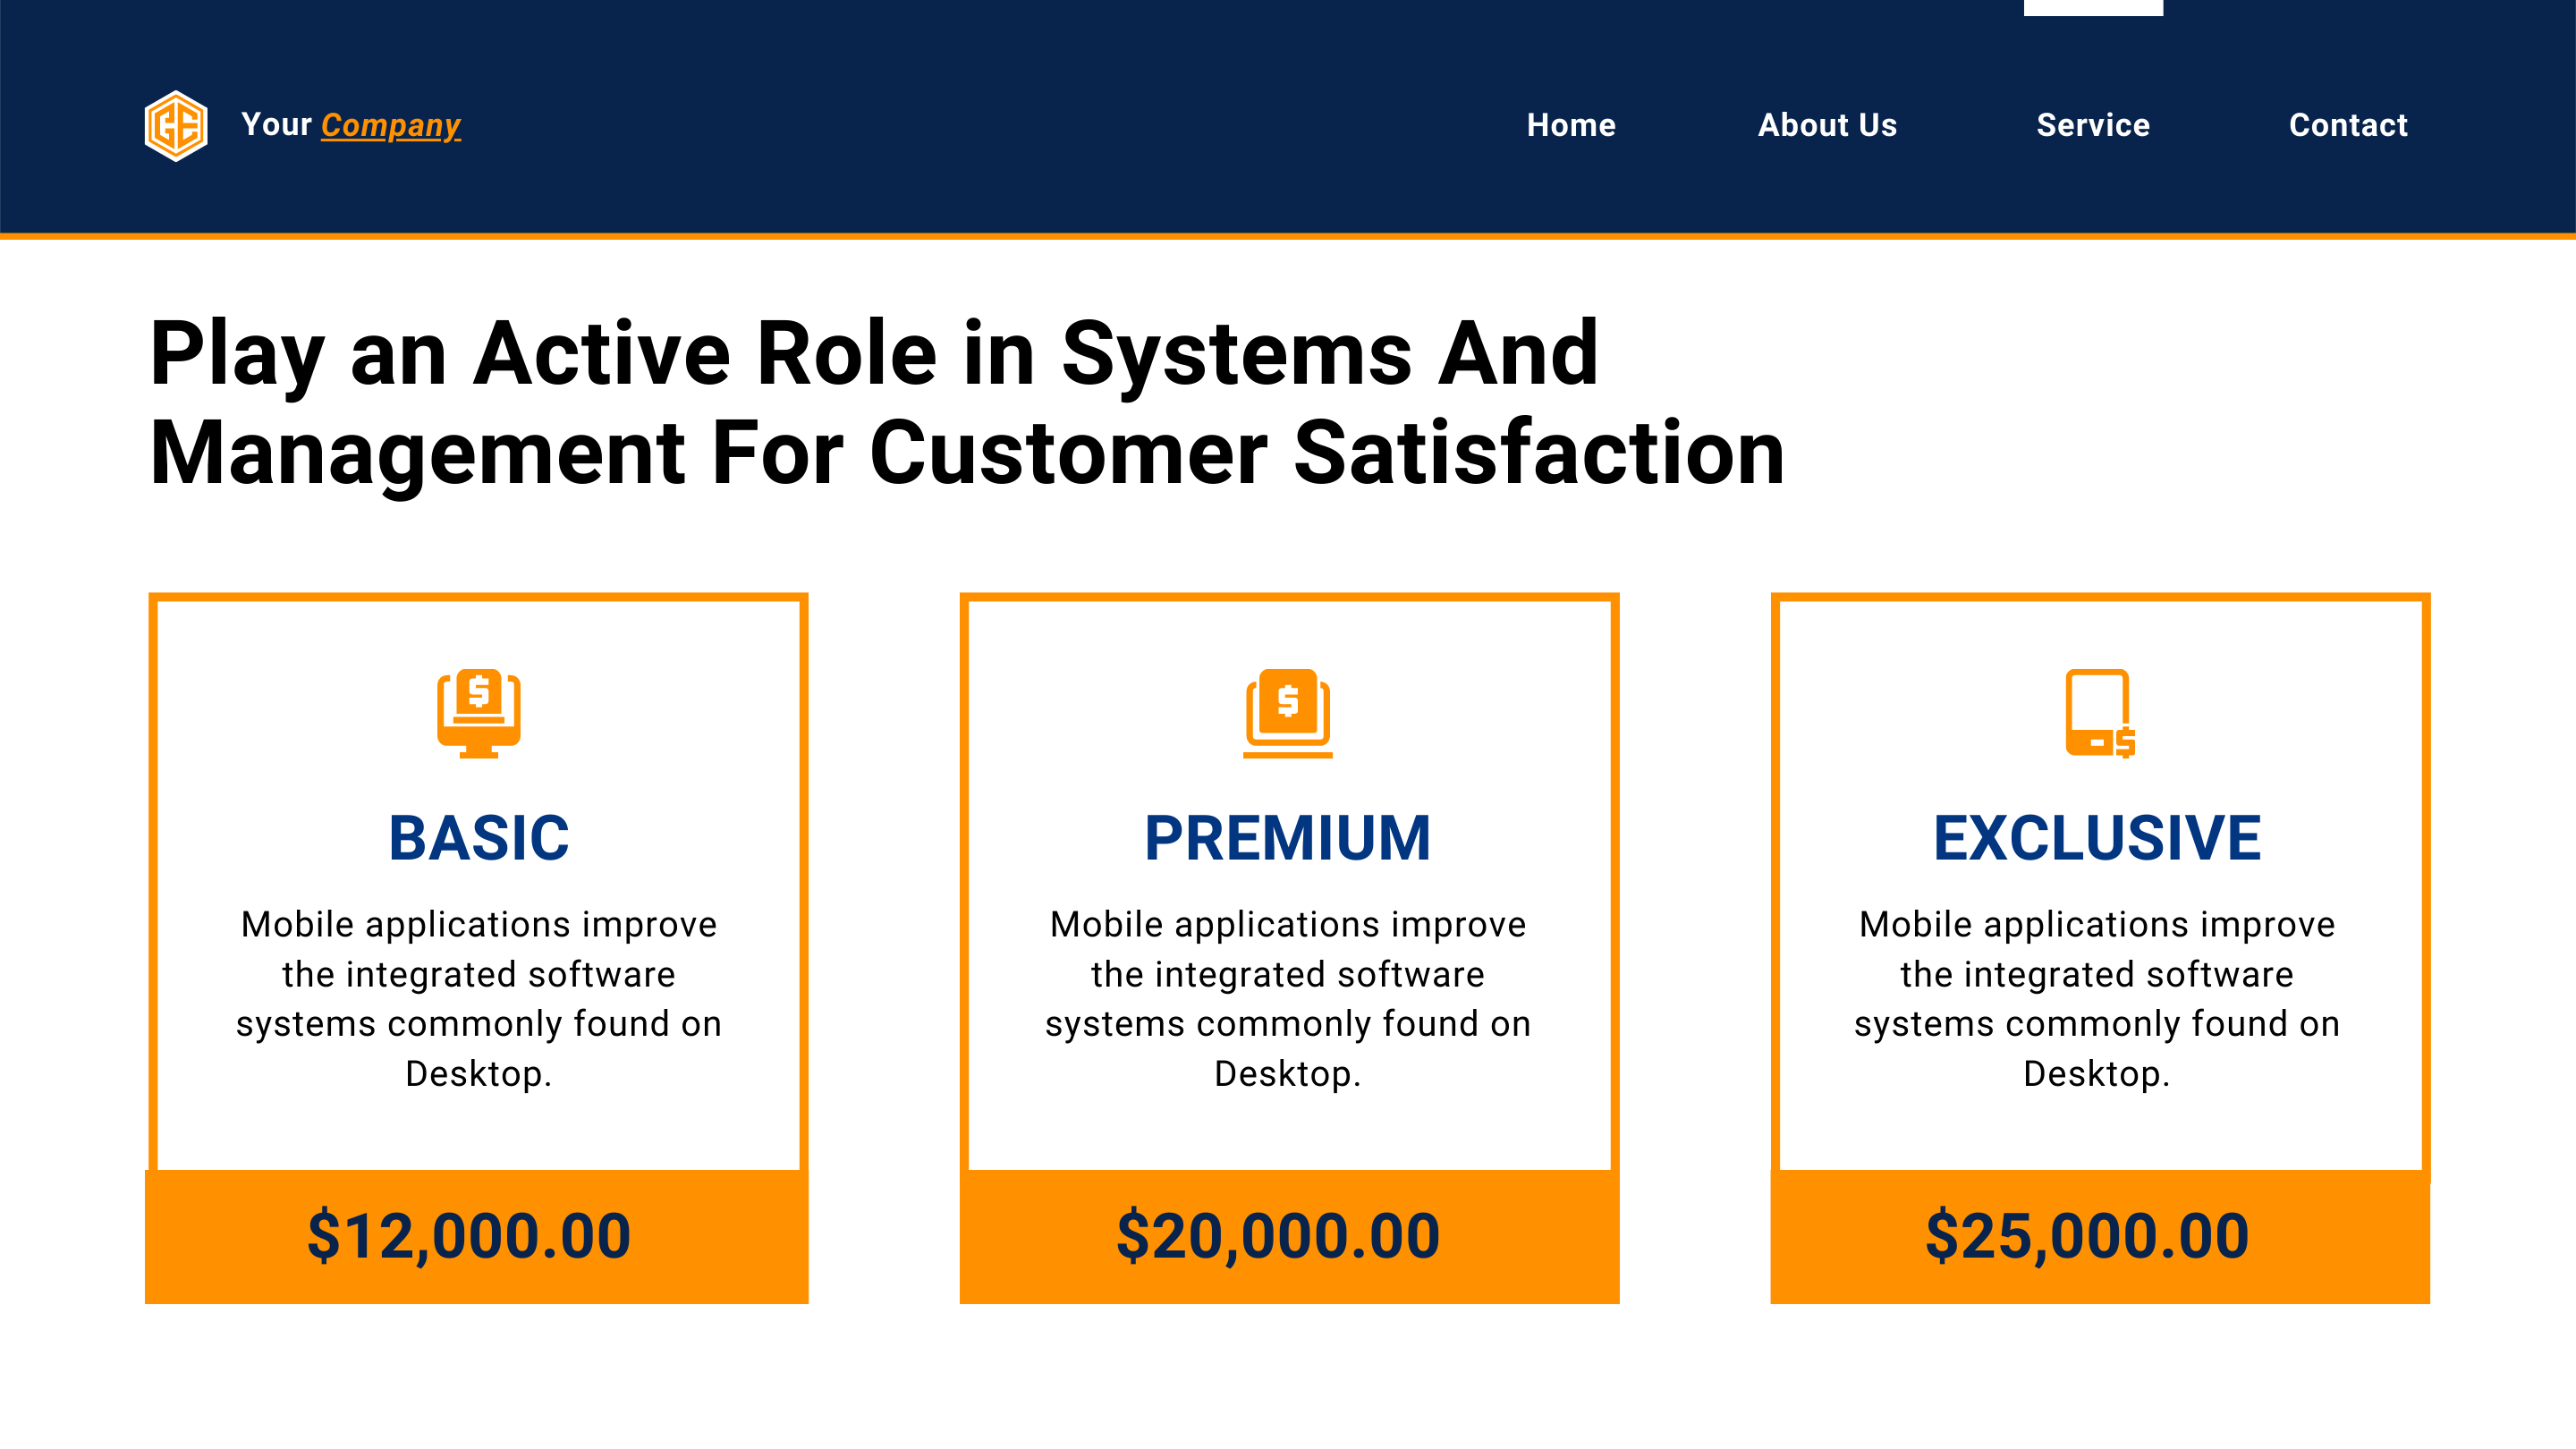 Your Company
Home
About Us
Service
Contact
Play an Active Role in Systems And
Management For Customer Satisfaction
BASIC
Mobile applications improve
the integrated software
systems commonly found on
Desktop.
$12,000.00
PREMIUM
Mobile applications improve
the integrated software
systems commonly found on
Desktop.
$20,000.00
EXCLUSIVE
Mobile applications improve
the integrated software
systems commonly found on
Desktop.
$25,000.00